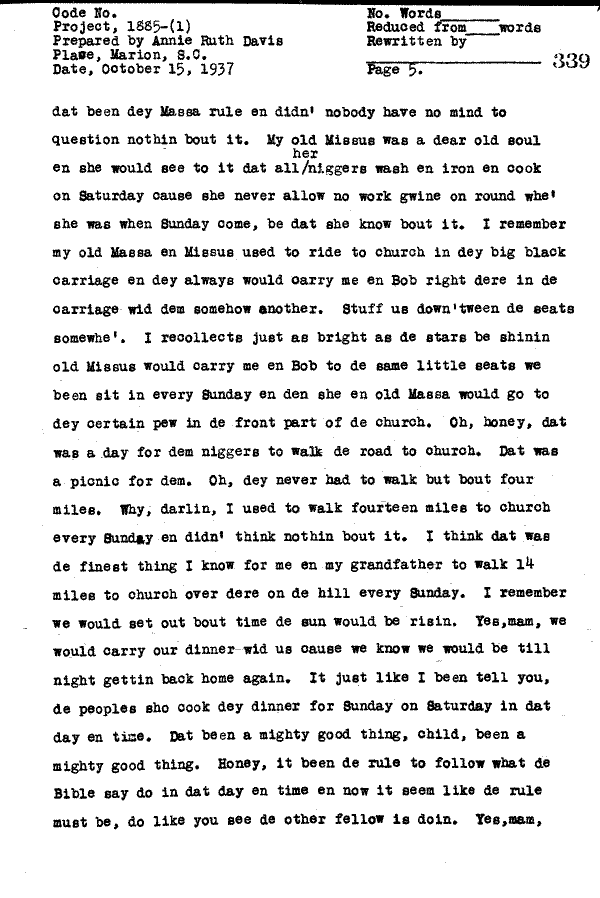 Code No.
Project, 1885-(1)
Prepared by Annie Ruth Davis
Place, Marion, S.C.
Date, October 15, 1937
No. Words
Reduced from____words
Rewritten by
Page 5.
339
dat been dey Massa rule en didn' nobody have no mind to
question nothin bout it. My old Missus was a dear old soul
her
en she would see to it dat all/niggers wash en iron en cook
on Saturday cause she never allow no work gwine on round whe'
she was when Sunday come, be dat she know bout it. I remember
my old Massa en Missus used to ride to church in dey big black
carriage en dey always would carry me en Bob right dere in de
carriage wid dem somehow another. Stuff us down'tween de seats
somewhe'. I recollects just as bright as de stars be shinin
old Missus would carry me en Bob to de same little seats we
been sit in every Sunday en den she en old Massa would go to
dey certain pew in de front part of de church. Oh, honey, dat
was a day for dem niggers to walk de road to church. Dat was
a picnic for dem. Oh, dey never had to walk but bout four
miles. Why, darlin, I used to walk fourteen miles to church
every Sunday en didn' think nothin bout it. I think dat was
de finest thing I know for me en my grandfather to walk 14
miles to church over dere on de hill every Sunday. I remember
we would set out bout time de sun would be risin. Yes,mam, we
would carry our dinner wid us cause we know we would be till
night gettin back home again. It just like I been tell you,
de peoples sho cook dey dinner for Sunday on Saturday in dat
day en time. Dat been a mighty good thing, child, been a
mighty good thing. Honey, it been de rule to follow what de
Bible say do in dat day en time en now it seem like de rule
must be, do like you see de other fellow is doin. Yes,mam,